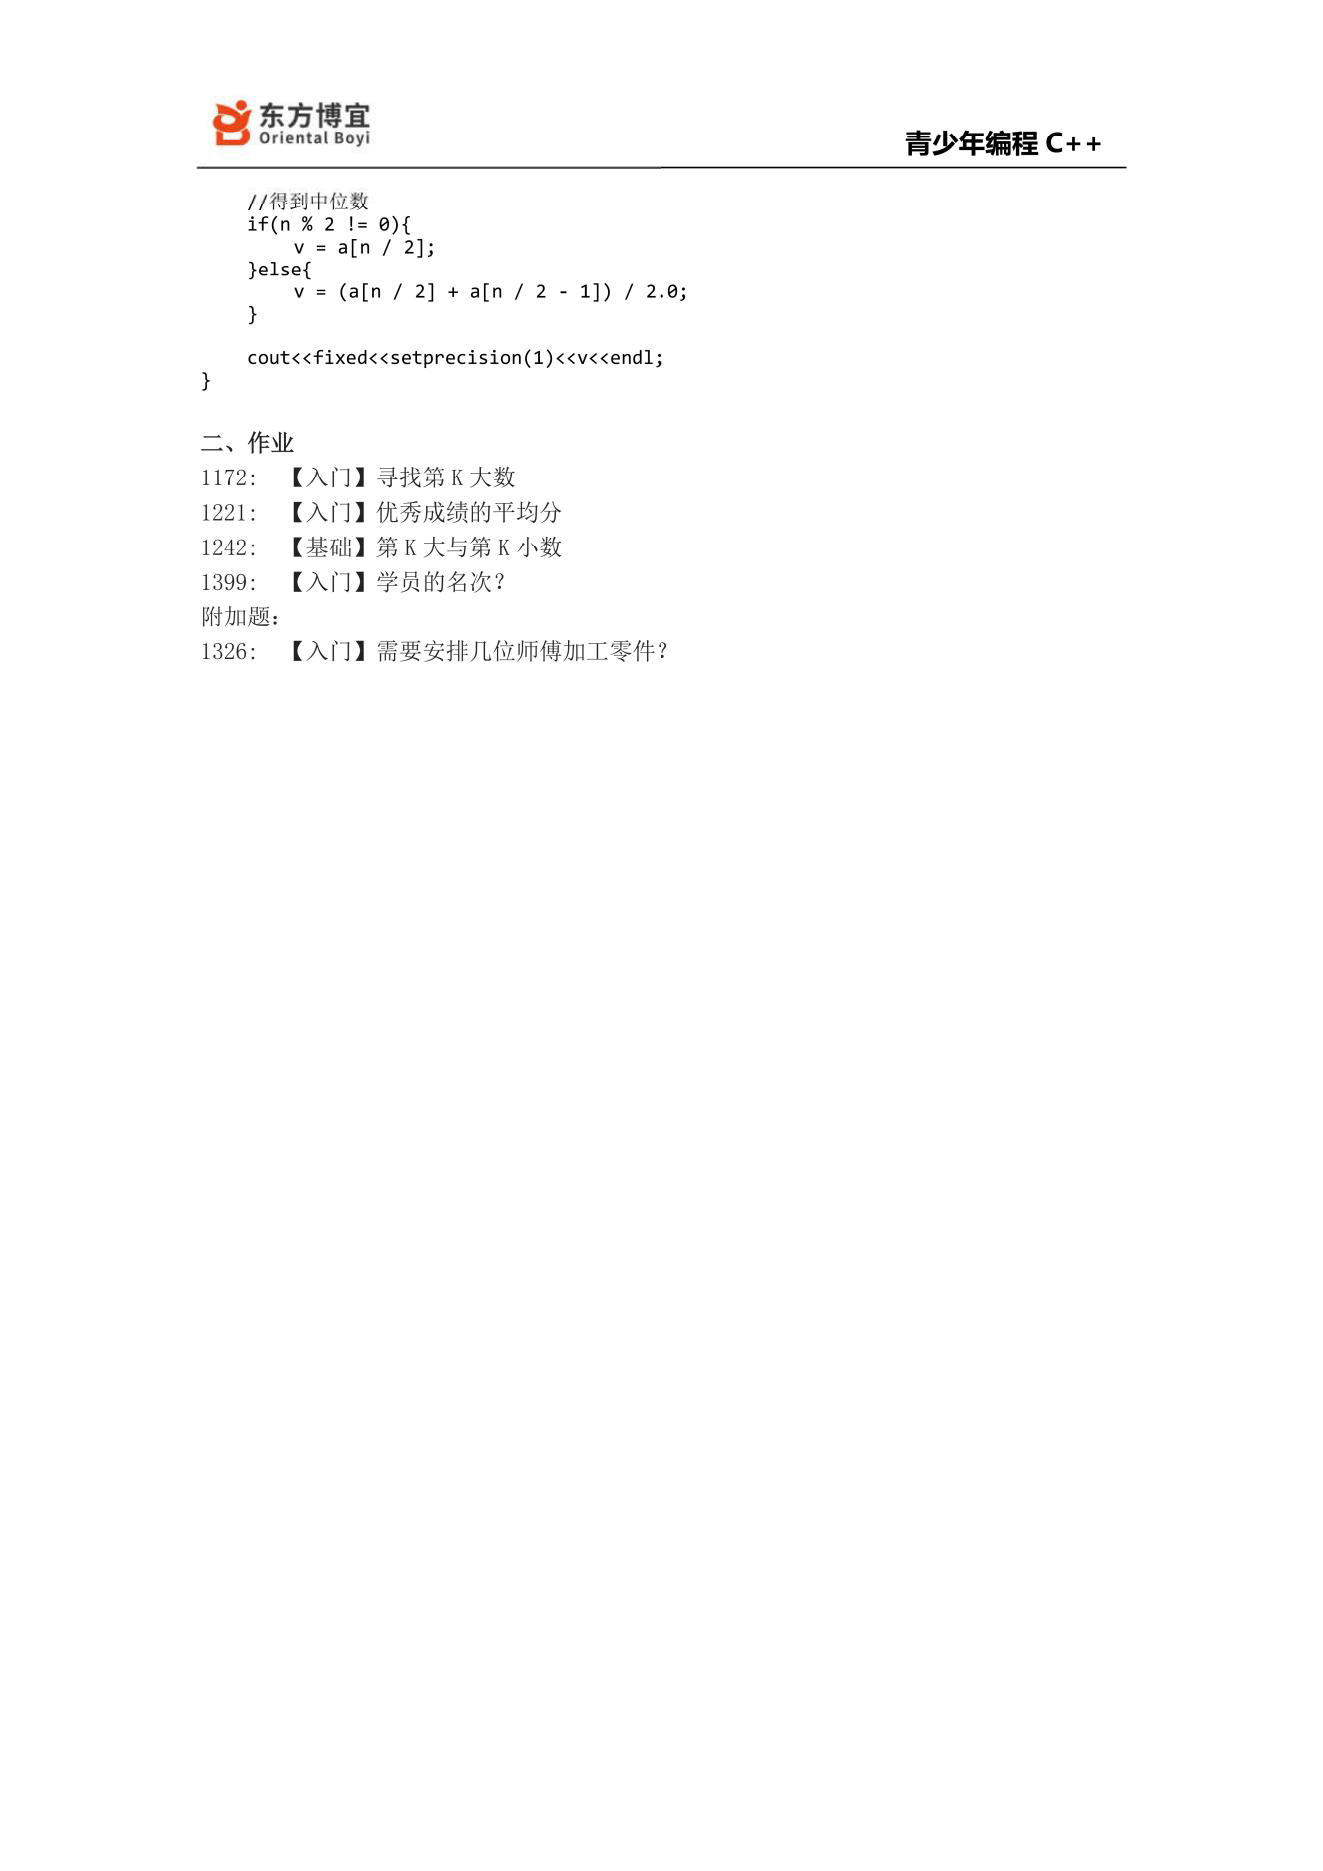 东方博宜
Oriental Boyi
青少年编程 C++
//得到中位数
if(n % 2 != 0){
    v = a[n / 2];
}else{
    v = (a[n / 2] + a[n / 2 - 1]) / 2.0;
}
cout<<fixed<<setprecision(1)<<v<<endl;
}
二、作业
1172: 【入门】寻找第 K 大数
1221: 【入门】优秀成绩的平均分
1242: 【基础】第 K 大与第 K 小数
1399: 【入门】学员的名次?
附加题:
1326: 【入门】需要安排几位师傅加工零件?